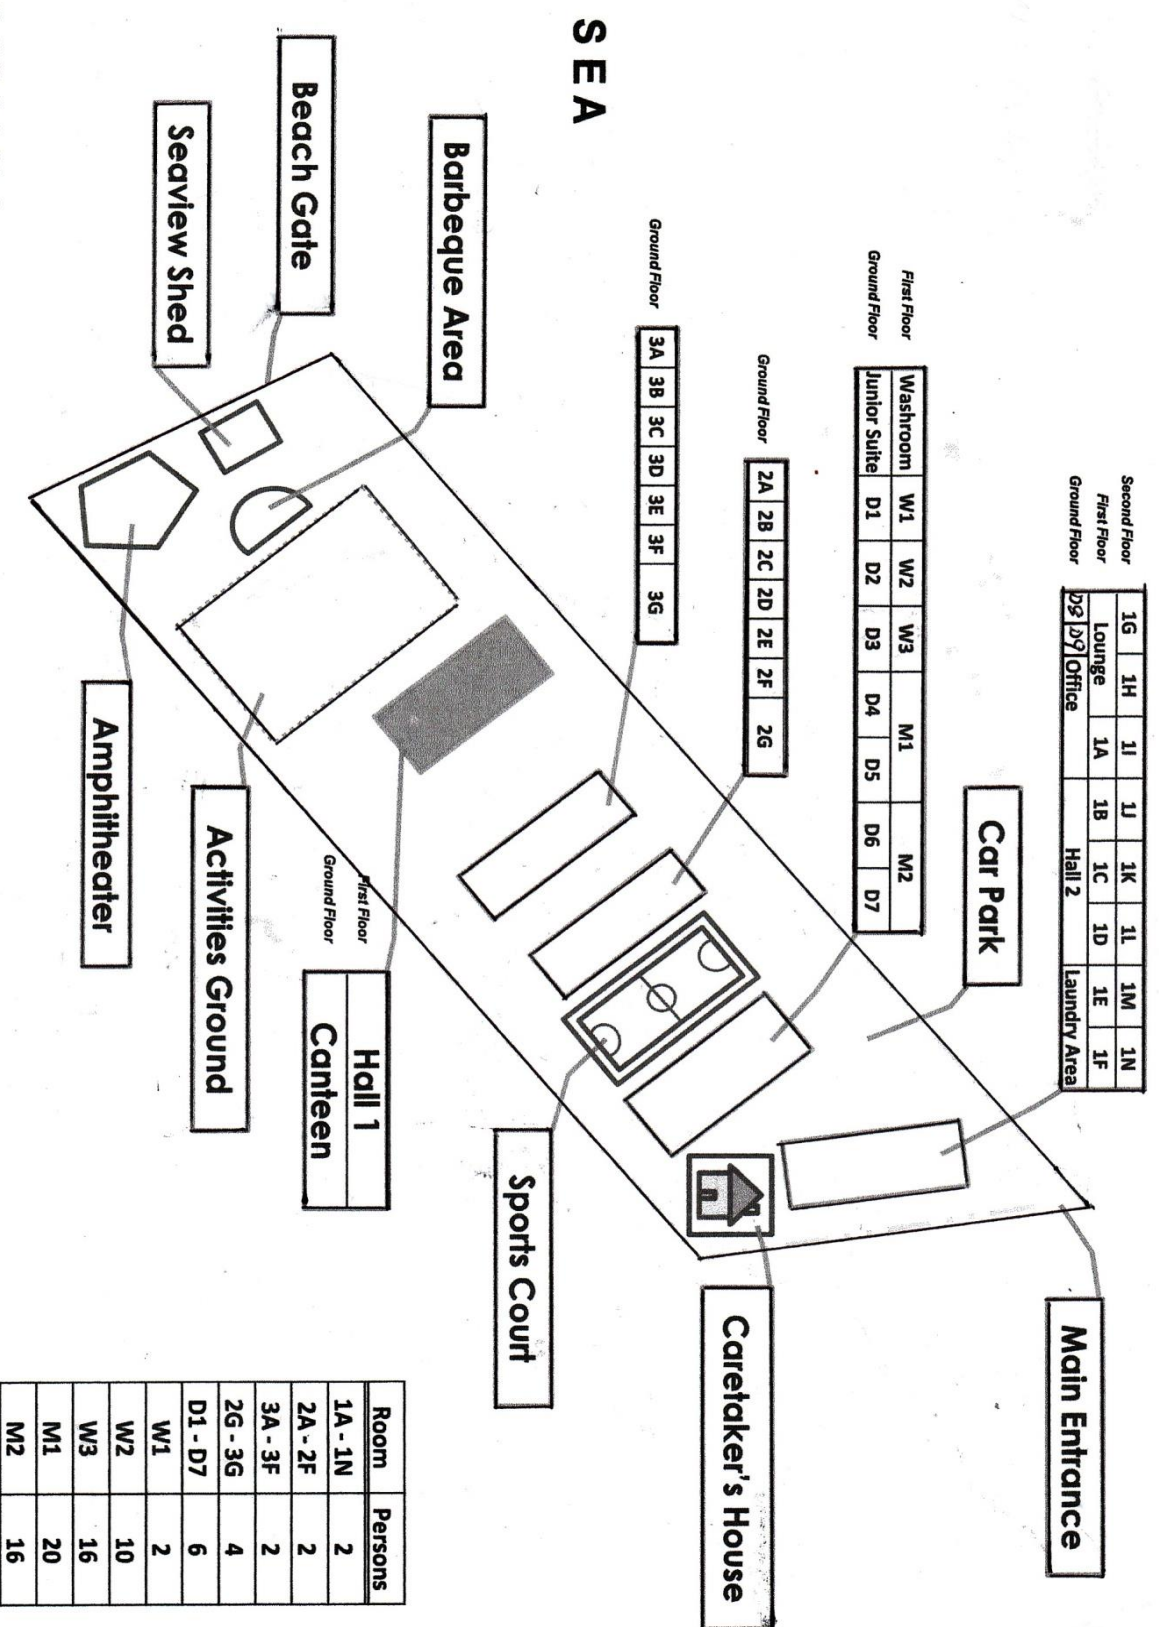 SEA
Second Floor
1G 1H 1I 1J 1K 1L 1M 1N
First Floor
Lounge 1A 1B 1C 1D 1E 1F
Ground Floor
D8 D9 Office Hall 2 Laundry Area
Main Entrance
Car Park
First Floor
Washroom W1 W2 W3 M1 M2
Ground Floor
Junior Suite D1 D2 D3 D4 D5 D6 D7
Ground Floor
2A 2B 2C 2D 2E 2F 2G
Caretaker's House
Ground Floor
3A 3B 3C 3D 3E 3F 3G
Barbeque Area
Sports Court
Beach Gate
Seaview Shed
First Floor
Hall 1
Ground Floor
Canteen
Activities Ground
Amphitheater
Room Persons
1A - 1N 2
2A - 2F 2
3A - 3F 2
2G - 3G 4
D1 - D7 6
W1 2
W2 10
W3 16
M1 20
M2 16